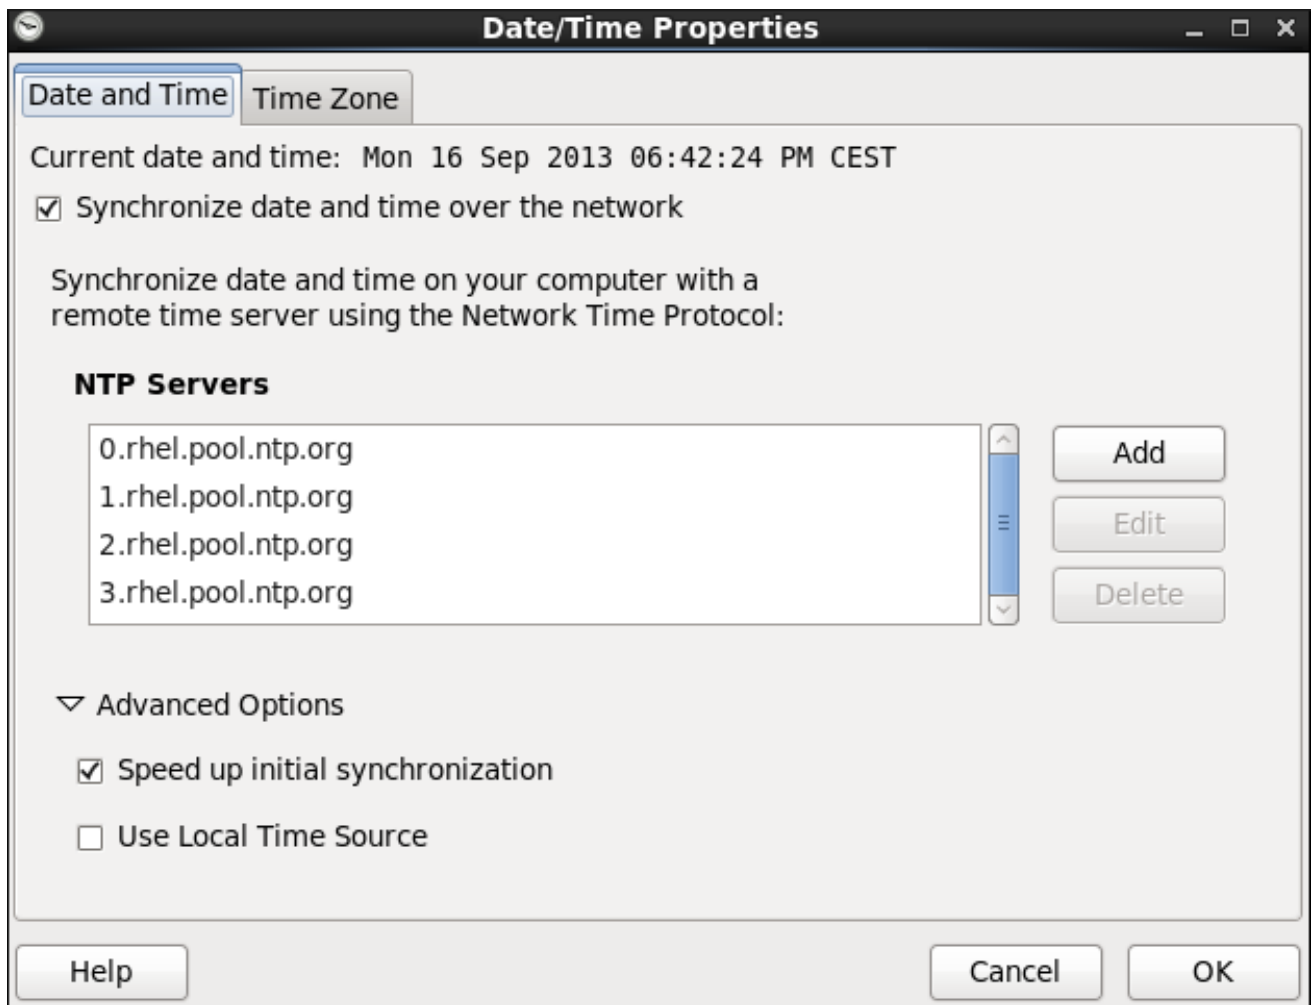 Date/Time Properties
Date and Time
Time Zone
Current date and time: Mon 16 Sep 2013 06:42:24 PM CEST
Synchronize date and time over the network
Synchronize date and time on your computer with a
remote time server using the Network Time Protocol:
NTP Servers
0.rhel.pool.ntp.org
1.rhel.pool.ntp.org
2.rhel.pool.ntp.org
3.rhel.pool.ntp.org
Add
Edit
Delete
Advanced Options
Speed up initial synchronization
Use Local Time Source
Help
Cancel
OK